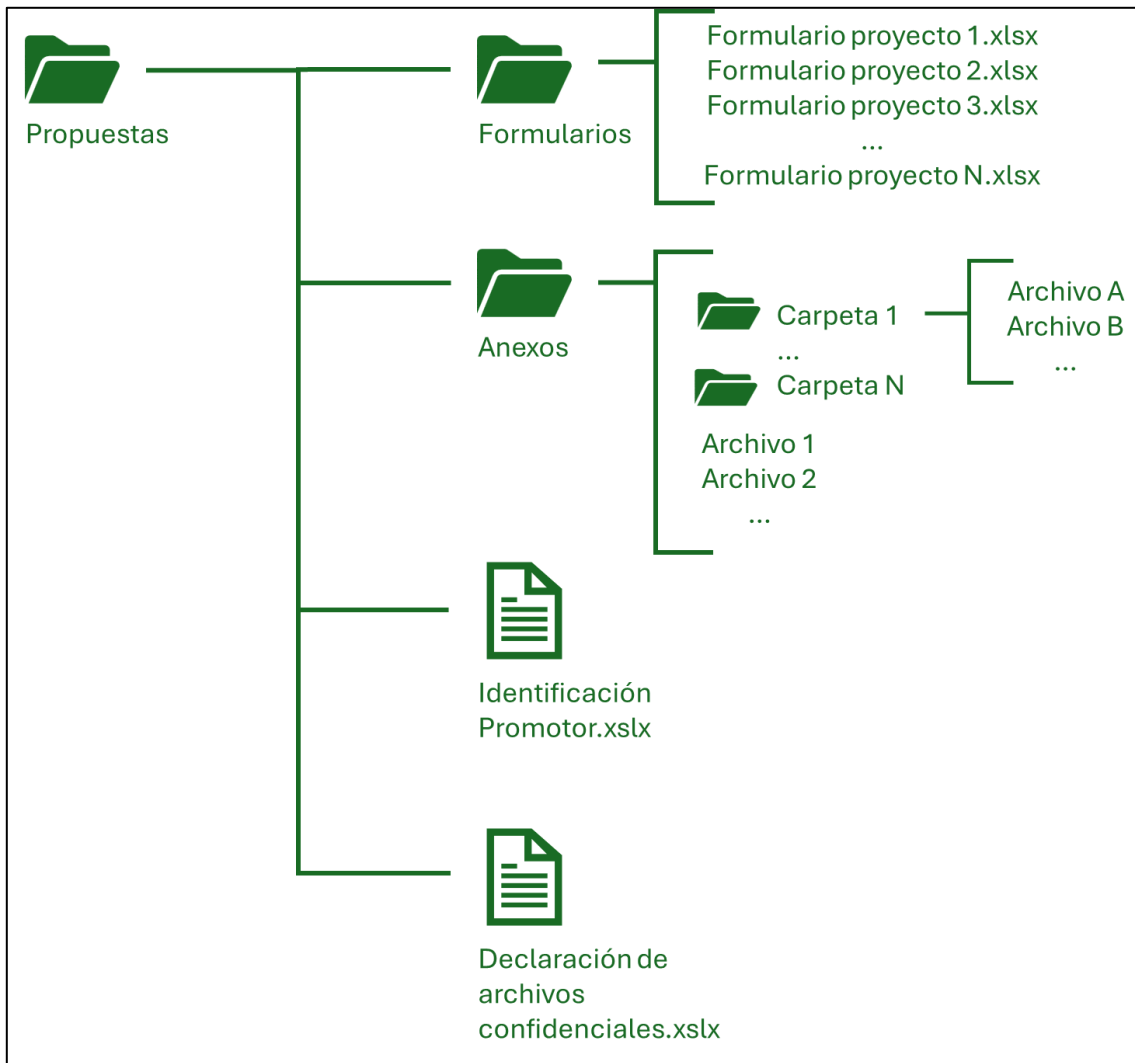 Propuestas
Formularios
Formulario proyecto 1.xlsx
Formulario proyecto 2.xlsx
Formulario proyecto 3.xlsx
...
Formulario proyecto N.xlsx
Anexos
Carpeta 1
...
Carpeta N
Archivo 1
Archivo 2
...
Archivo A
Archivo B
...
Identificación
Promotor.xslx
Declaración de
archivos
confidenciales.xslx